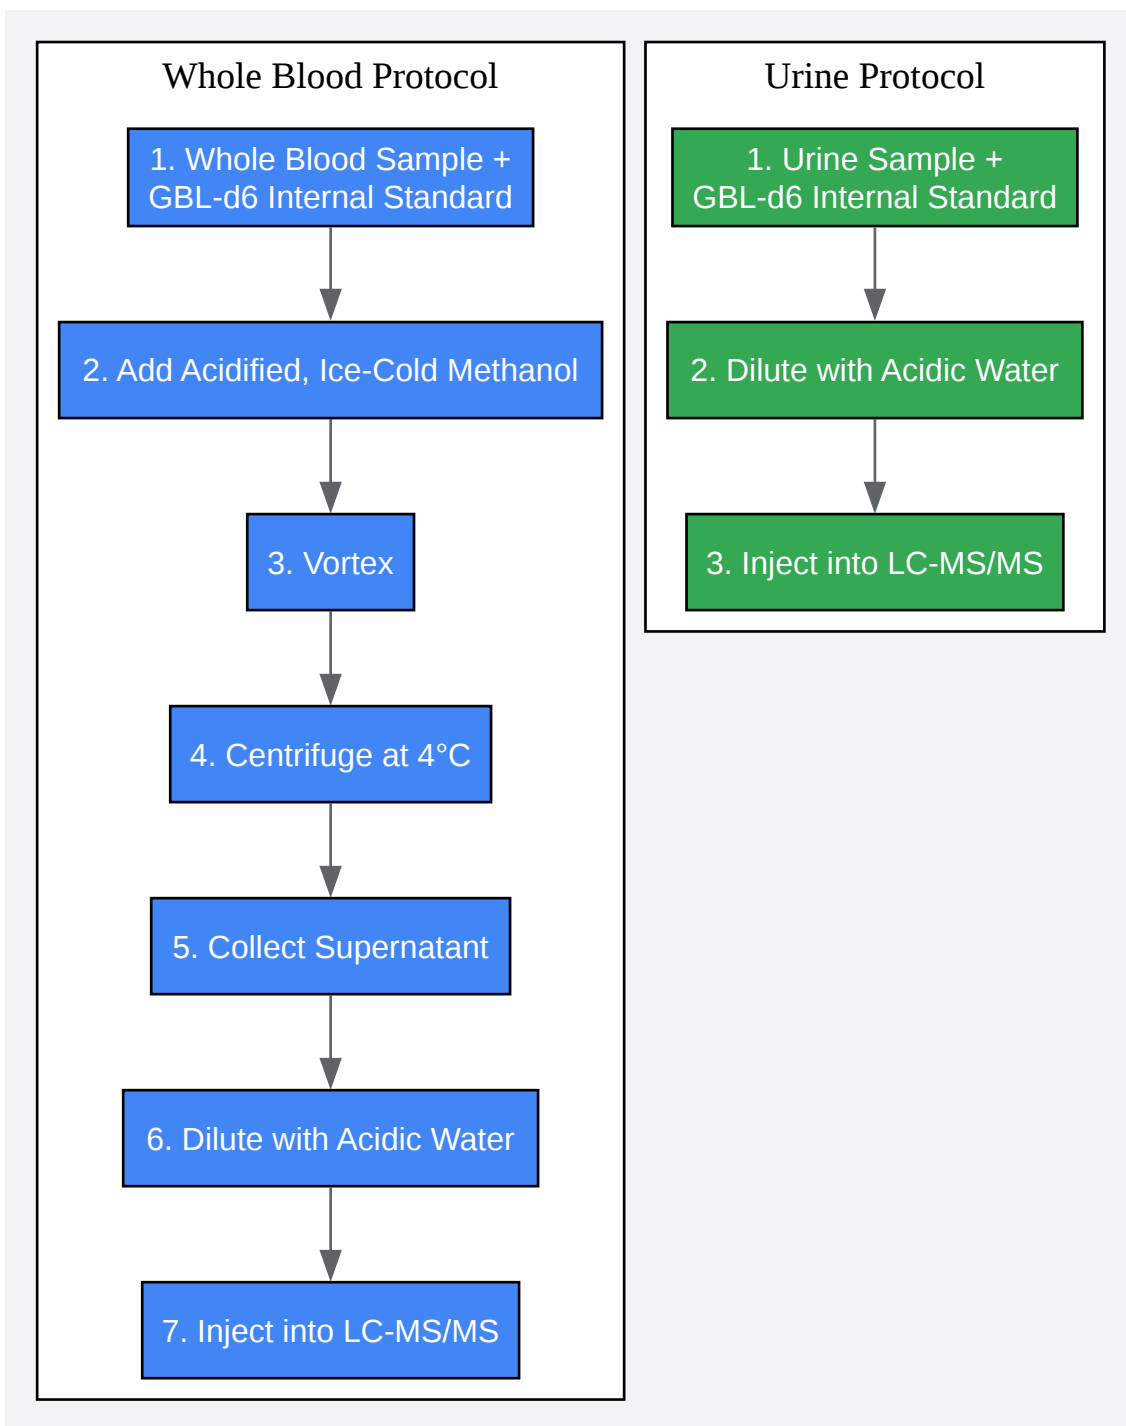 Whole Blood Protocol
1. Whole Blood Sample +
GBL-d6 Internal Standard
2. Add Acidified, Ice-Cold Methanol
3. Vortex
4. Centrifuge at 4°C
5. Collect Supernatant
6. Dilute with Acidic Water
7. Inject into LC-MS/MS
Urine Protocol
1. Urine Sample +
GBL-d6 Internal Standard
2. Dilute with Acidic Water
3. Inject into LC-MS/MS